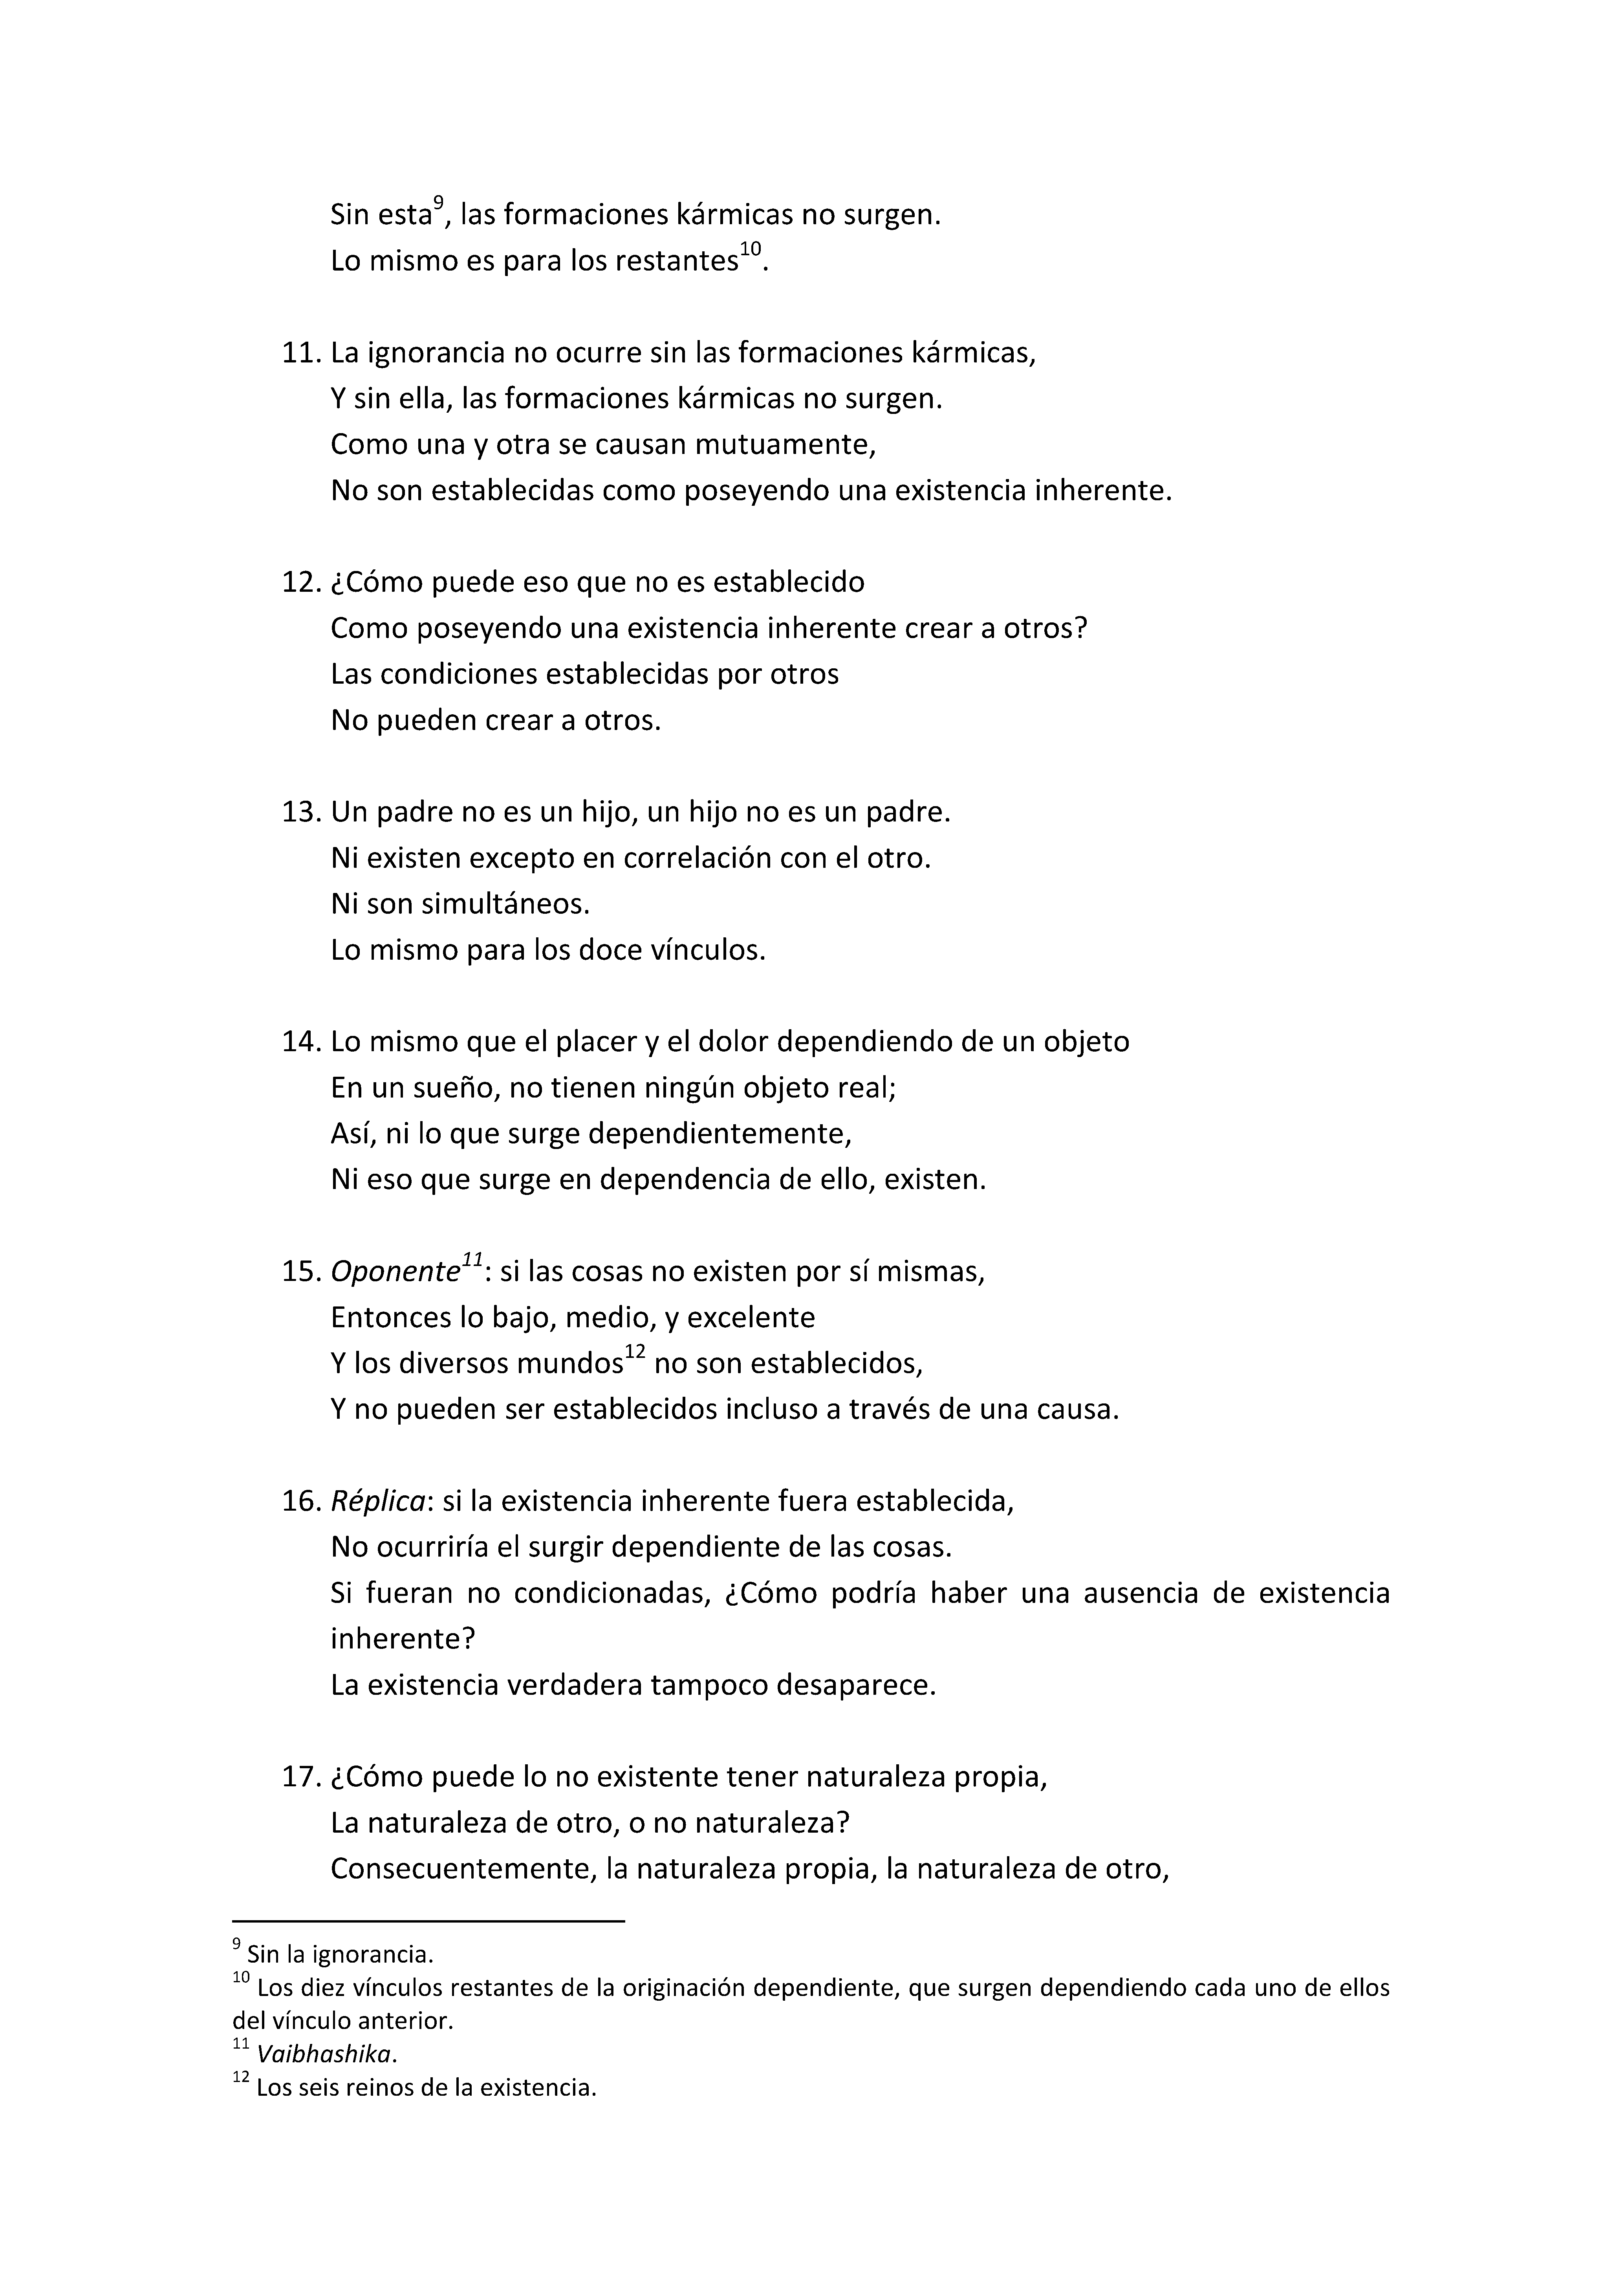 Sin esta9, las formaciones kármicas no surgen.
Lo mismo es para los restantes10.
11. La ignorancia no ocurre sin las formaciones kármicas,
Y sin ella, las formaciones kármicas no surgen.
Como una y otra se causan mutuamente,
No son establecidas como poseyendo una existencia inherente.
12. ¿Cómo puede eso que no es establecido
Como poseyendo una existencia inherente crear a otros?
Las condiciones establecidas por otros
No pueden crear a otros.
13. Un padre no es un hijo, un hijo no es un padre.
Ni existen excepto en correlación con el otro.
Ni son simultáneos.
Lo mismo para los doce vínculos.
14. Lo mismo que el placer y el dolor dependiendo de un objeto
En un sueño, no tienen ningún objeto real;
Así, ni lo que surge dependientemente,
Ni eso que surge en dependencia de ello, existen.
15. Oponente11: si las cosas no existen por sí mismas,
Entonces lo bajo, medio, y excelente
Y los diversos mundos12 no son establecidos,
Y no pueden ser establecidos incluso a través de una causa.
16. Réplica: si la existencia inherente fuera establecida,
No ocurriría el surgir dependiente de las cosas.
Si fueran no condicionadas, ¿Cómo podría haber una ausencia de existencia
inherente?
La existencia verdadera tampoco desaparece.
17. ¿Cómo puede lo no existente tener naturaleza propia,
La naturaleza de otro, o no naturaleza?
Consecuentemente, la naturaleza propia, la naturaleza de otro,
9 Sin la ignorancia.
10 Los diez vínculos restantes de la originación dependiente, que surgen dependiendo cada uno de ellos
del vínculo anterior.
11 Vaibhashika.
12 Los seis reinos de la existencia.